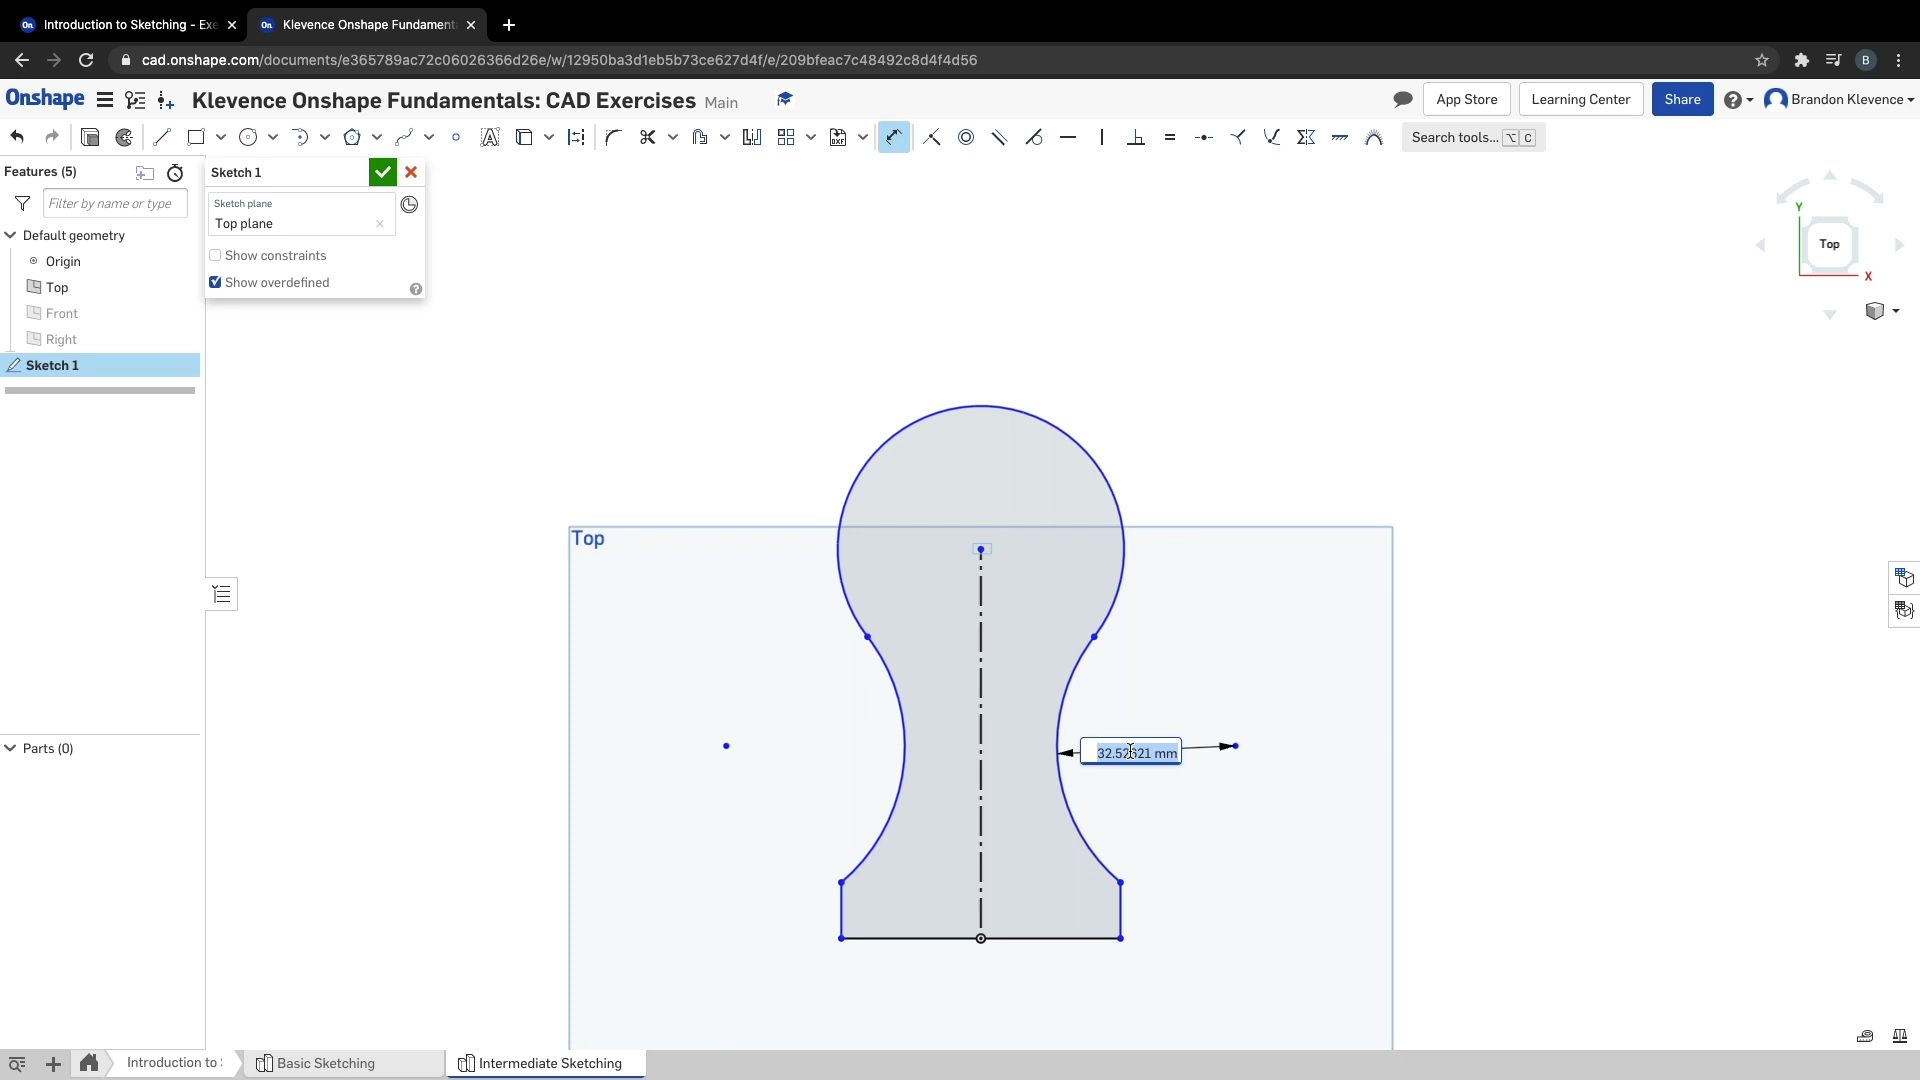 Introduction to Sketching - Exe
Klevence Onshape Fundament
cad.onshape.com/documents/e365789ac72c06026366d26e/w/12950ba3d1eb5b73ce627d4f/e/209bfeac7c48492c8d4f4d56
B
Onshape
Klevence Onshape Fundamentals: CAD Exercises Main
App Store
Learning Center
Share
Brandon Klevence
Search tools... ⌥ C
Features (5)
Filter by name or type
Default geometry
Origin
Top
Front
Right
Sketch 1
Parts (0)
Sketch 1
Sketch plane
Top plane
Show constraints
Show overdefined
Y
Top
X
Top
32.52621 mm
Introduction to
Basic Sketching
Intermediate Sketching